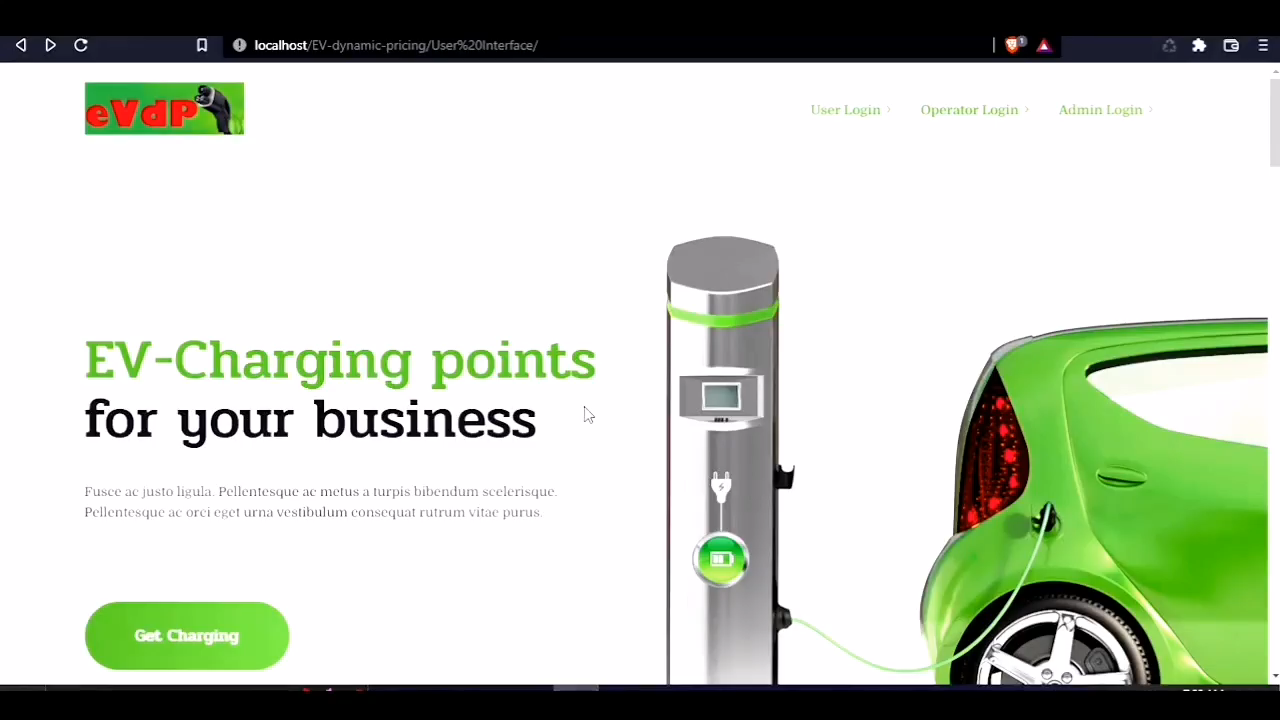 localhost/EV-dynamic-pricing/User%20Interface/
1
eVdP
User Login
Operator Login
Admin Login
EV-Charging points
for your business
Fusce ac justo ligula. Pellentesque ac metus a turpis bibendum scelerisque.
Pellentesque ac orci eget urna vestibulum consequat rutrum vitae purus.
Get Charging